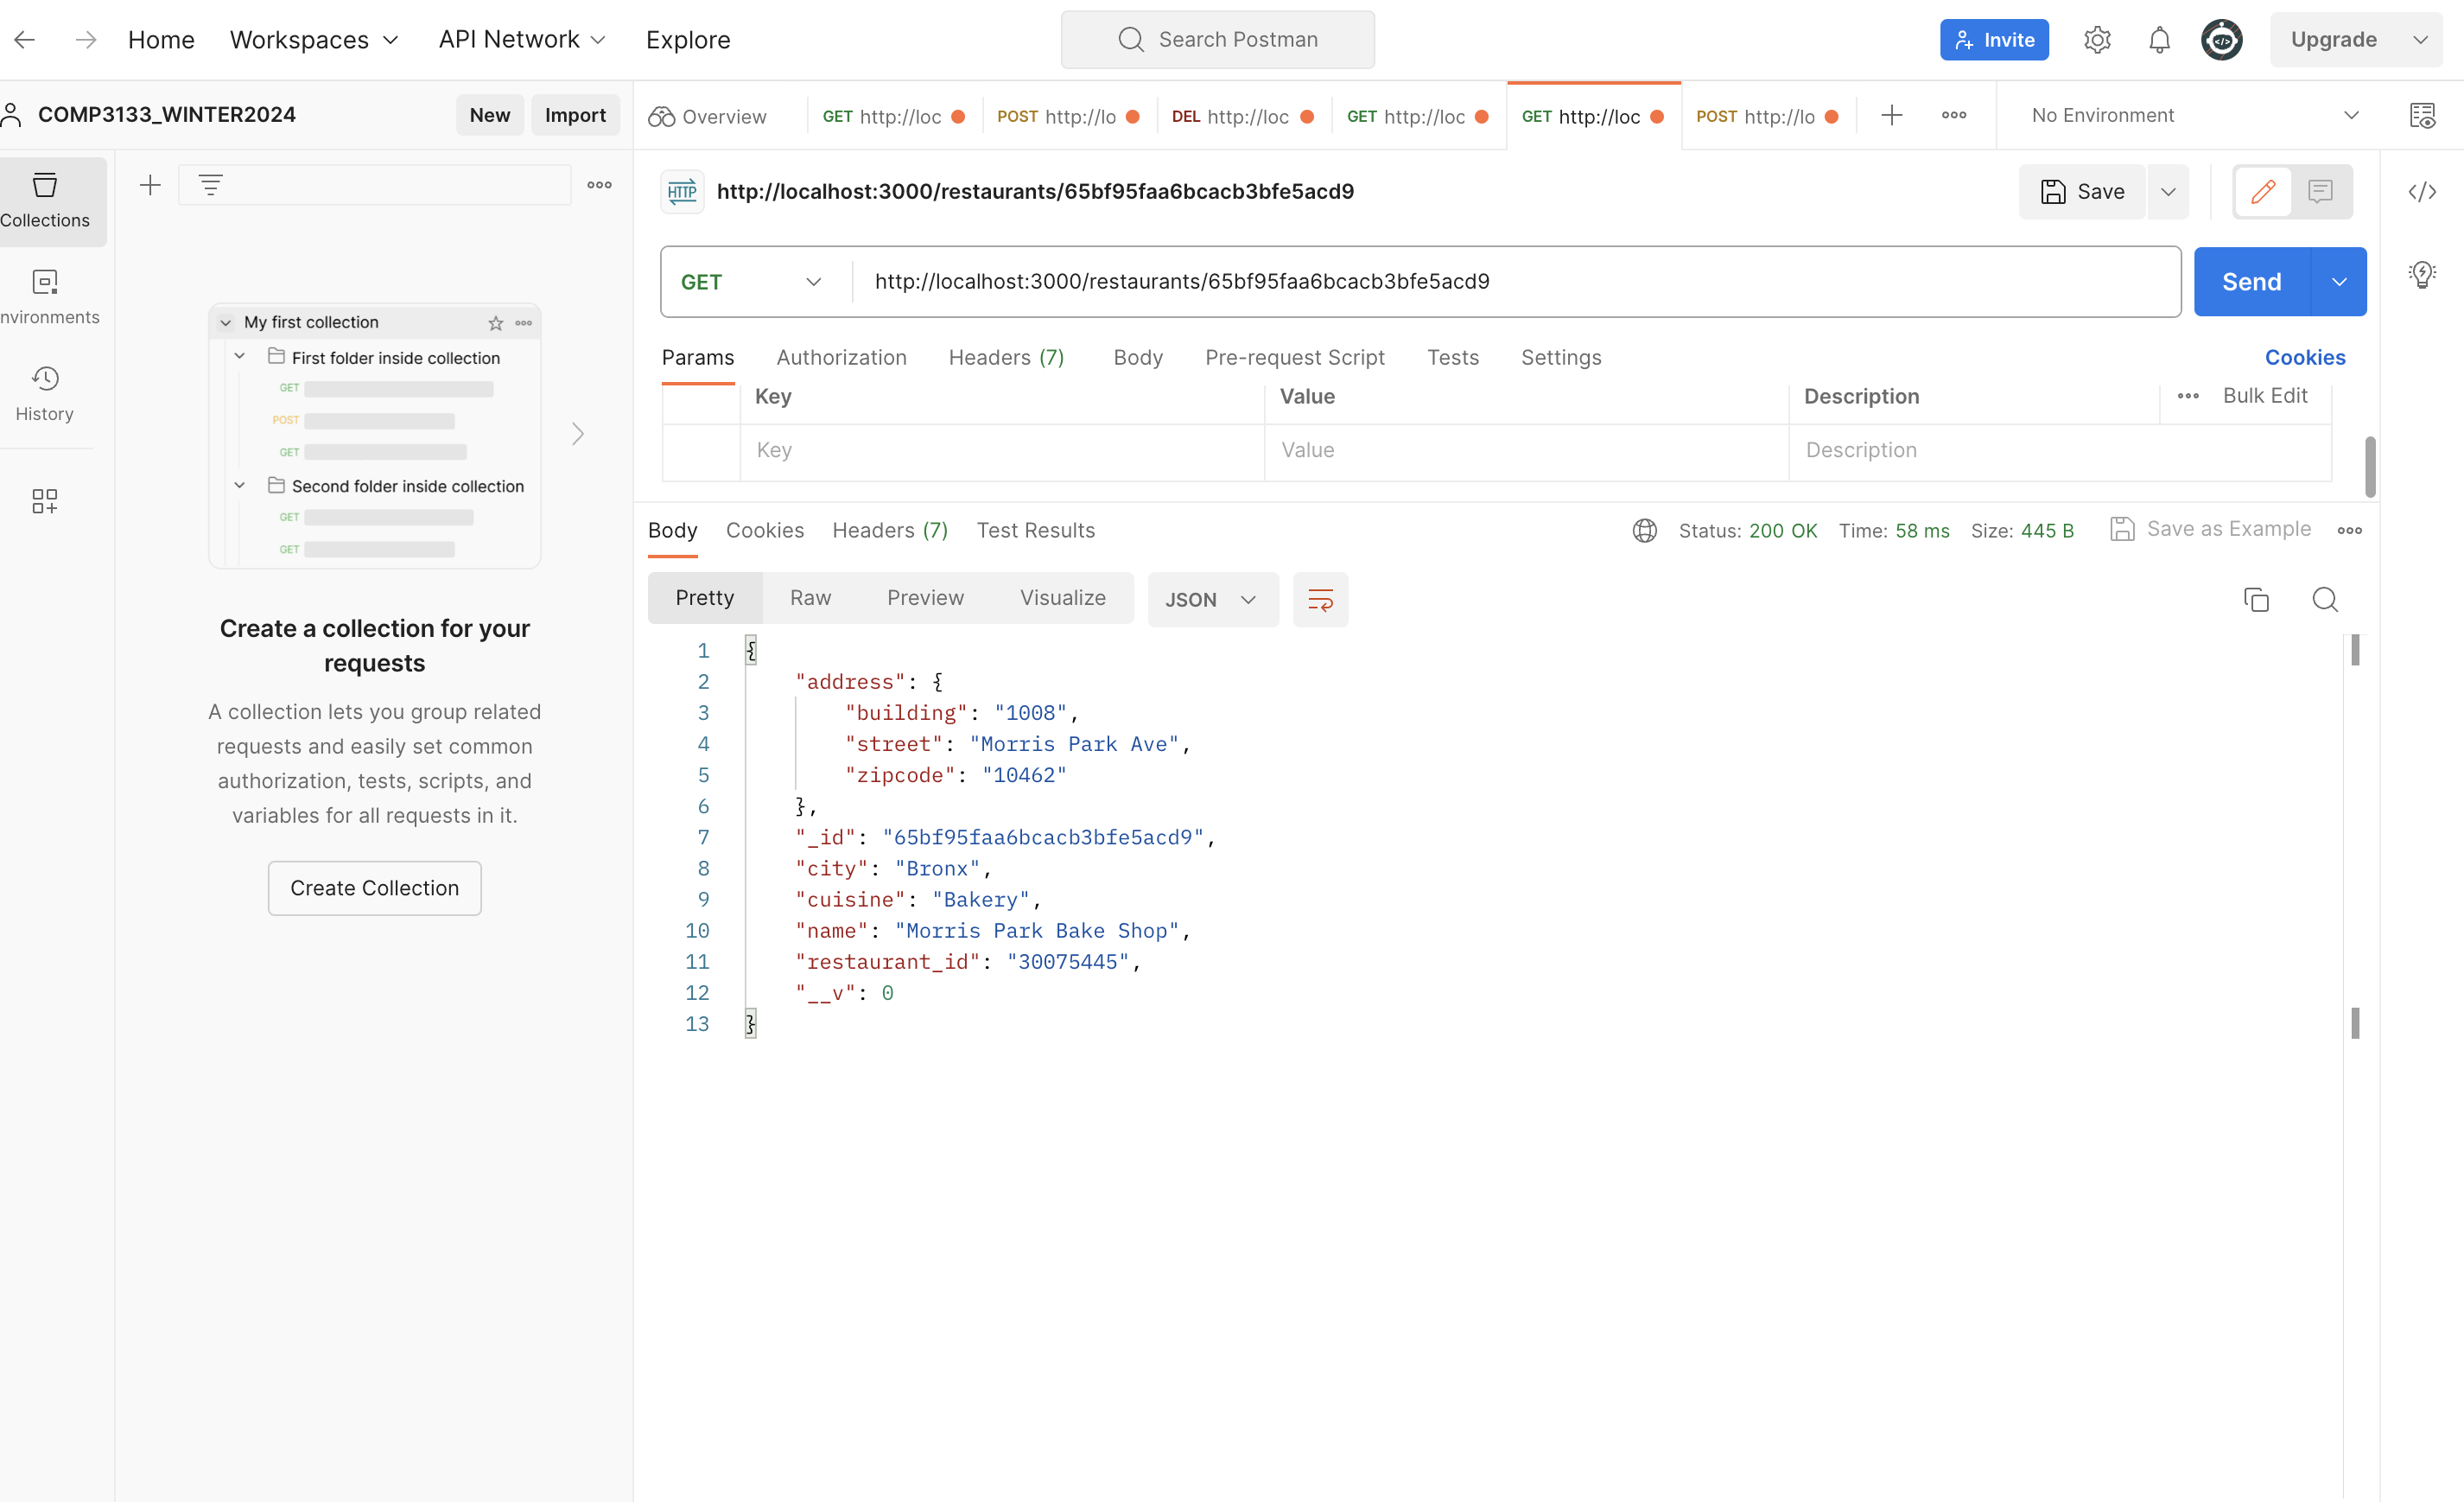 Home Workspaces API Network Explore Search Postman Invite Upgrade
COMP3133_WINTER2024 New Import Overview GET http://loc POST http://lo DEL http://loc GET http://loc GET http://loc POST http://lo No Environment
Collections
nvironments
History
My first collection
First folder inside collection
GET
POST
GET
Second folder inside collection
GET
GET
Create a collection for your
requests
A collection lets you group related
requests and easily set common
authorization, tests, scripts, and
variables for all requests in it.
Create Collection
HTTP http://localhost:3000/restaurants/65bf95faa6bcacb3bfe5acd9 Save
GET http://localhost:3000/restaurants/65bf95faa6bcacb3bfe5acd9 Send
Params Authorization Headers (7) Body Pre-request Script Tests Settings Cookies
Key Value Description Bulk Edit
Key Value Description
Body Cookies Headers (7) Test Results Status: 200 OK Time: 58 ms Size: 445 B Save as Example
Pretty Raw Preview Visualize JSON
1 {
2 "address": {
3 "building": "1008",
4 "street": "Morris Park Ave",
5 "zipcode": "10462"
6 },
7 "_id": "65bf95faa6bcacb3bfe5acd9",
8 "city": "Bronx",
9 "cuisine": "Bakery",
10 "name": "Morris Park Bake Shop",
11 "restaurant_id": "30075445",
12 "__v": 0
13 }